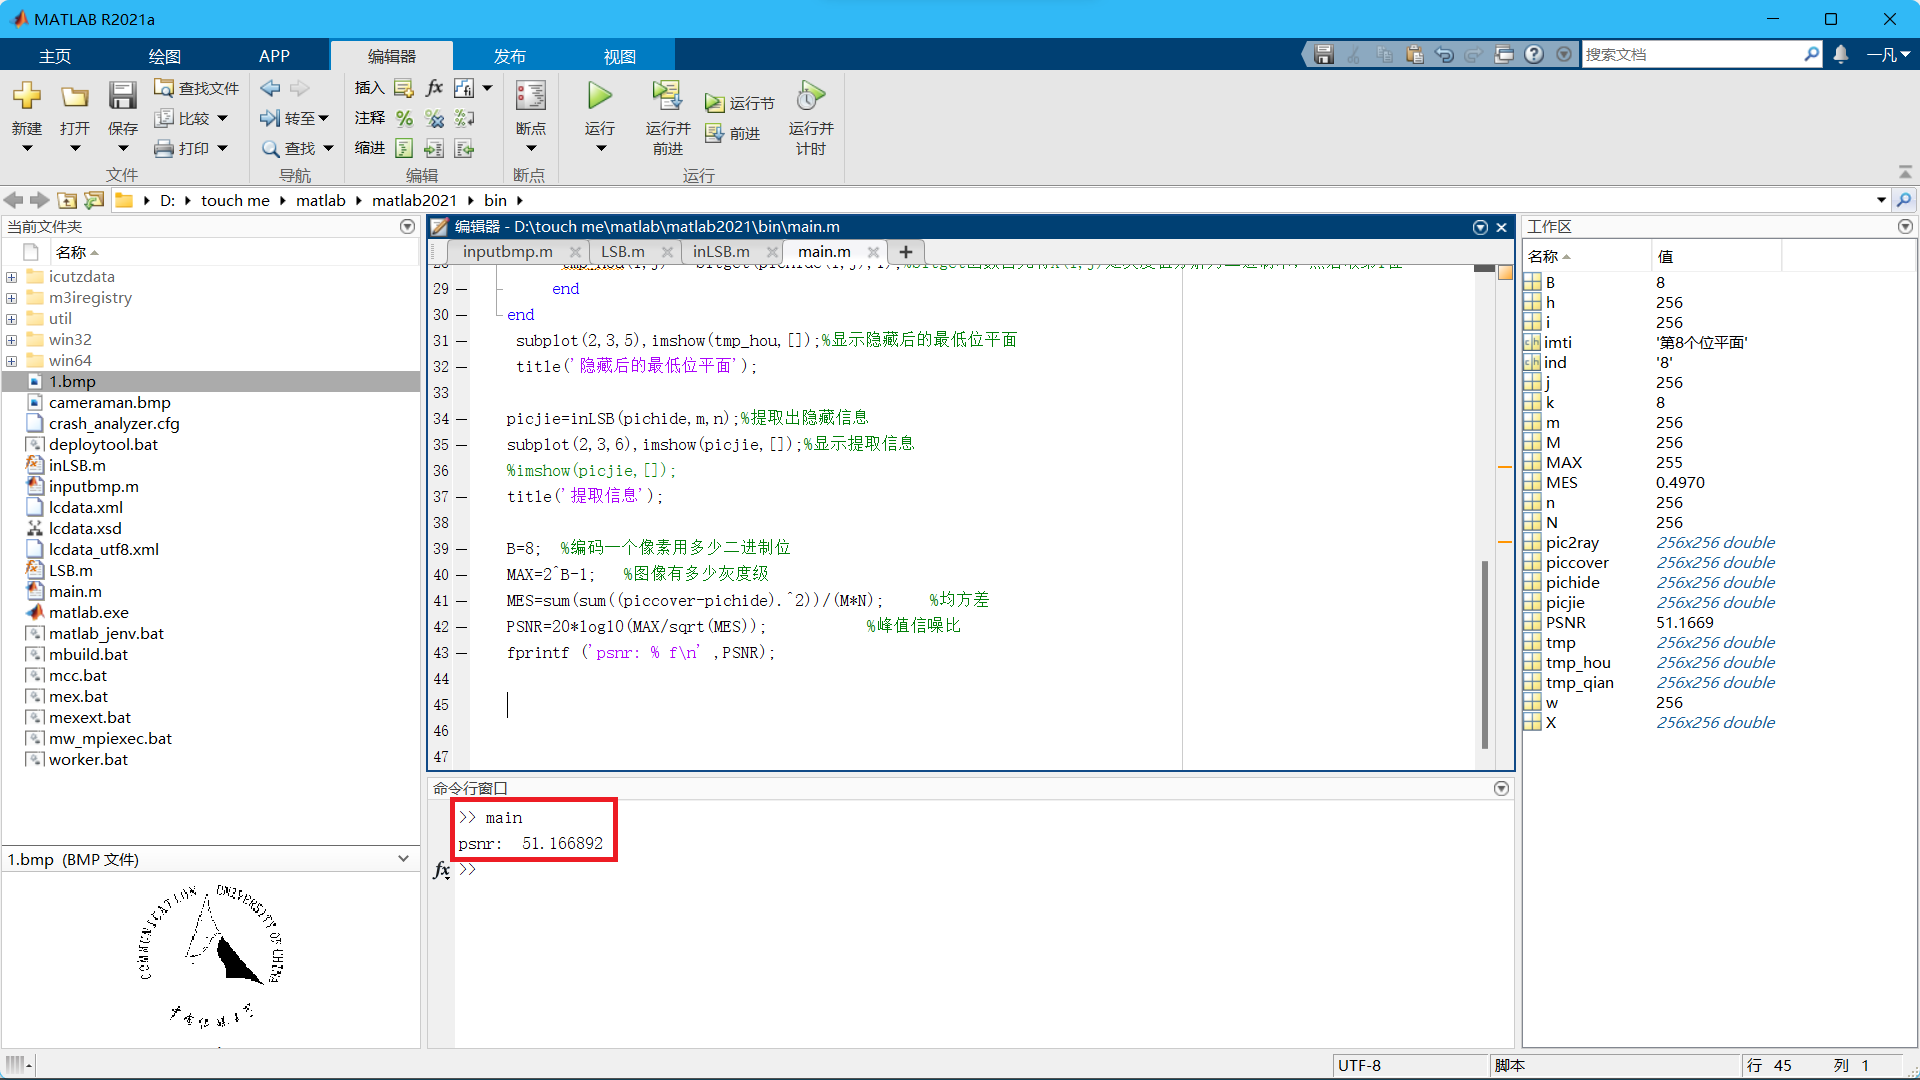 MATLAB R2021a
主页 绘图 APP 编辑器 发布 视图
搜索文档
一凡
新建 打开 保存
查找文件
比较
打印
文件
转至
查找
导航
插入
注释
缩进
编辑
断点
断点
运行
运行并前进
运行节
前进
运行并计时
运行
D: touch me matlab matlab2021 bin
当前文件夹
名称
icutzdata
m3iregistry
util
win32
win64
1.bmp
cameraman.bmp
crash_analyzer.cfg
deploytool.bat
inLSB.m
inputbmp.m
lcdata.xml
lcdata.xsd
lcdata_utf8.xml
LSB.m
main.m
matlab.exe
matlab_jenv.bat
mbuild.bat
mcc.bat
mex.bat
mexext.bat
mw_mpiexec.bat
worker.bat
1.bmp (BMP 文件)
COMMUNICATION UNIVERSITY OF CHINA
编辑器 - D:\touch me\matlab\matlab2021\bin\main.m
inputbmp.m LSB.m inLSB.m main.m
29 end
30 end
31 subplot(2,3,5),imshow(tmp_hou,[]);%显示隐藏后的最低位平面
32 title('隐藏后的最低位平面');
33
34 picjie=inLSB(pichide,m,n);%提取出隐藏信息
35 subplot(2,3,6),imshow(picjie,[]);%显示提取信息
36 %imshow(picjie,[]);
37 title('提取信息');
38
39 B=8; %编码一个像素用多少二进制位
40 MAX=2^B-1; %图像有多少灰度级
41 MES=sum(sum((piccover-pichide).^2))/(M*N); %均方差
42 PSNR=20*log10(MAX/sqrt(MES)); %峰值信噪比
43 fprintf ('psnr: % f\n' ,PSNR);
44
45
46
47
命令行窗口
>> main
psnr: 51.166892
fx >>
工作区
名称 值
B 8
h 256
i 256
imti '第8个位平面'
ind '8'
j 256
k 8
m 256
M 256
MAX 255
MES 0.4970
n 256
N 256
pic2ray 256x256 double
piccover 256x256 double
pichide 256x256 double
picjie 256x256 double
PSNR 51.1669
tmp 256x256 double
tmp_hou 256x256 double
tmp_qian 256x256 double
w 256
X 256x256 double
UTF-8 脚本 行 45 列 1